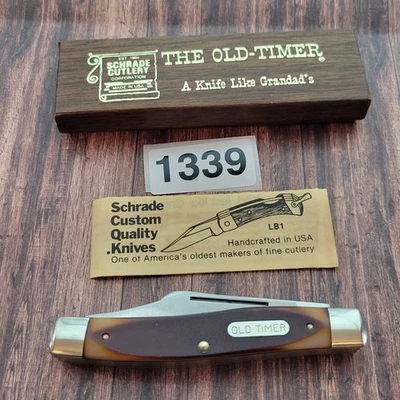 EST. 1904
SCHRADE
CUTLERY
CORPORATION
MADE IN USA
THE OLD-TIMER®
A Knife Like Grandad's
1339
Schrade
Custom
Quality
.Knives
LB1
Handcrafted in USA
One of America's oldest makers of fine cutlery
OLD TIMER